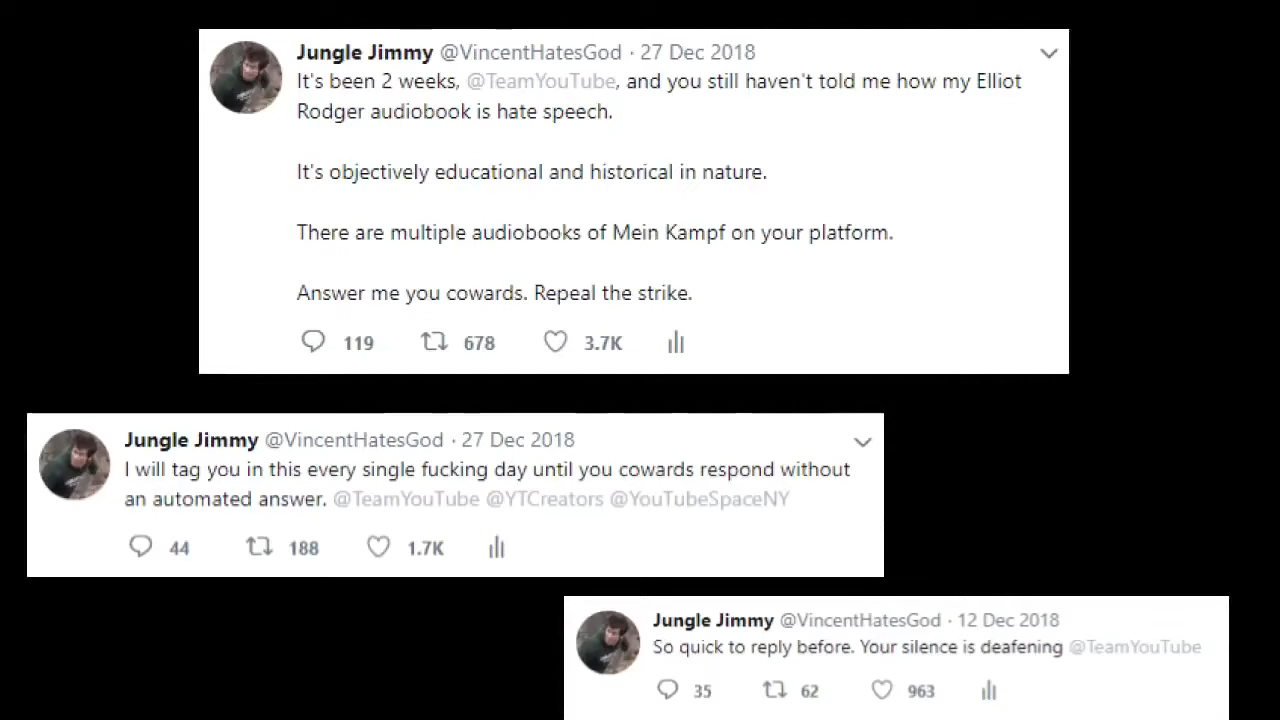 Jungle Jimmy @VincentHatesGod · 27 Dec 2018
It's been 2 weeks, @TeamYouTube, and you still haven't told me how my Elliot
Rodger audiobook is hate speech.
It's objectively educational and historical in nature.
There are multiple audiobooks of Mein Kampf on your platform.
Answer me you cowards. Repeal the strike.
119 678 3.7K
Jungle Jimmy @VincentHatesGod · 27 Dec 2018
I will tag you in this every single fucking day until you cowards respond without
an automated answer. @TeamYouTube @YTCreators @YouTubeSpaceNY
44 188 1.7K
Jungle Jimmy @VincentHatesGod · 12 Dec 2018
So quick to reply before. Your silence is deafening @TeamYouTube
35 62 963